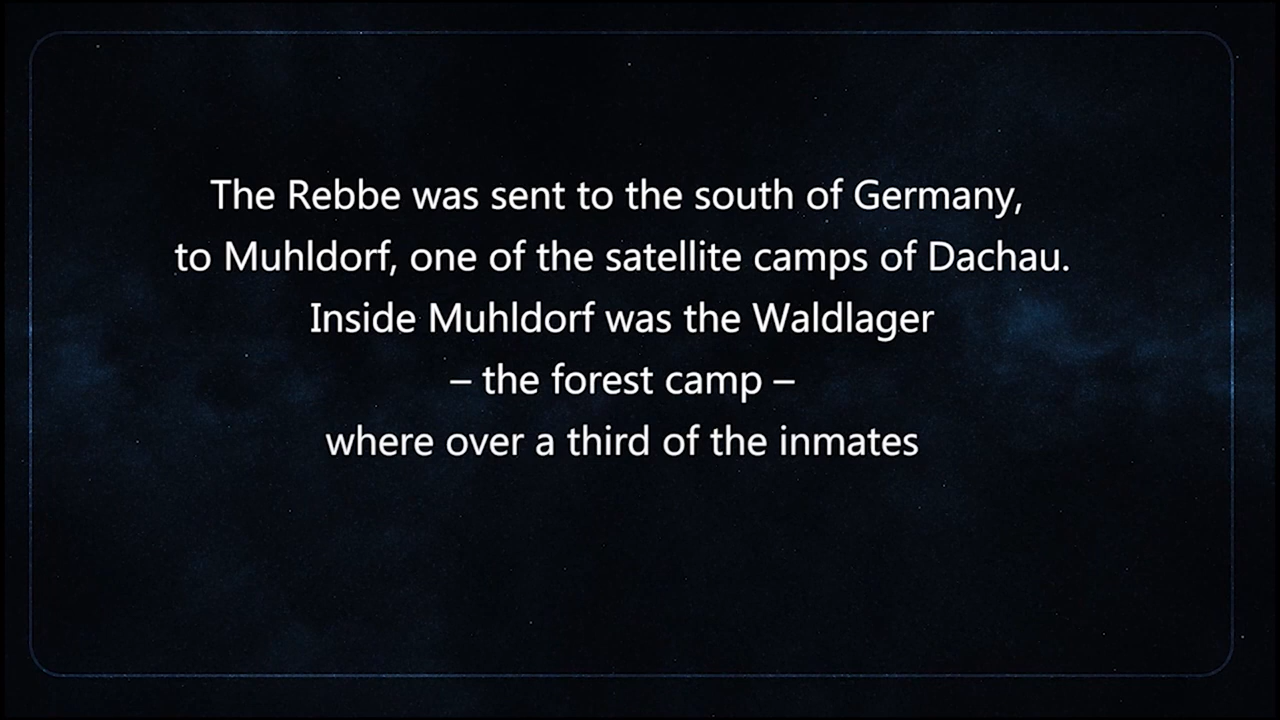 The Rebbe was sent to the south of Germany,
to Muhldorf, one of the satellite camps of Dachau.
Inside Muhldorf was the Waldlager
– the forest camp –
where over a third of the inmates